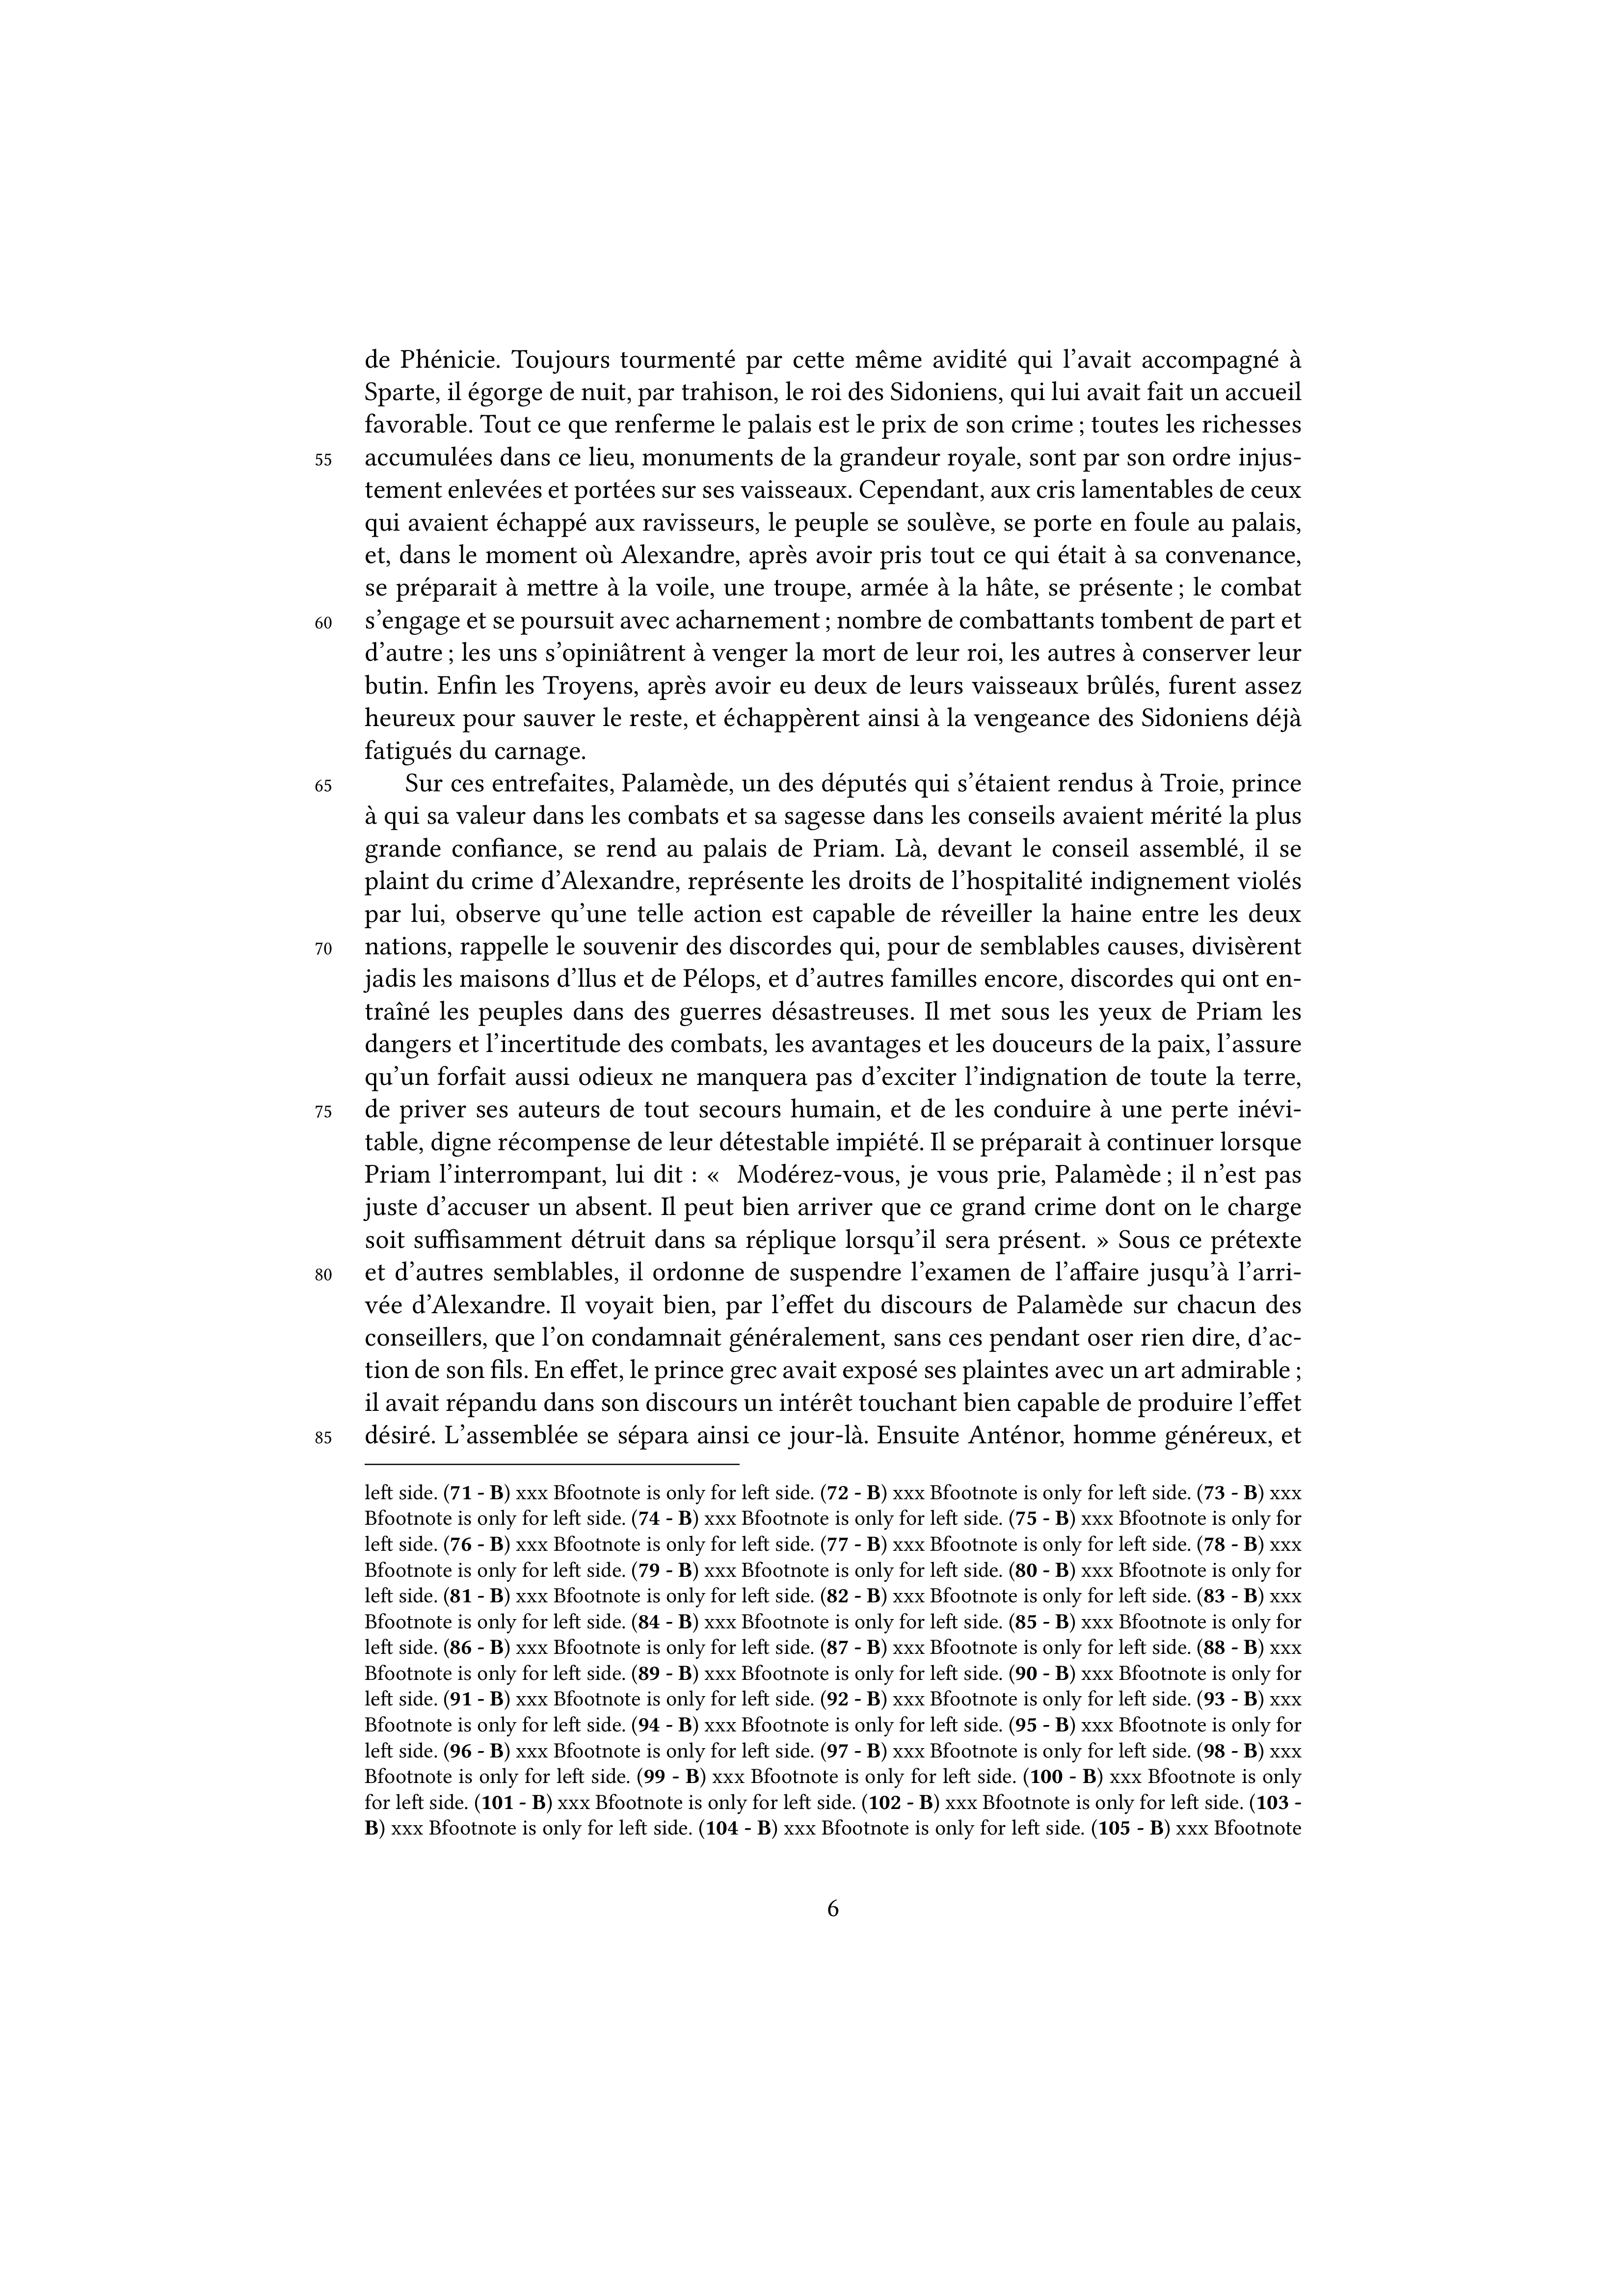 de Phénicie. Toujours tourmenté par cette même avidité qui l’avait accompagné à
Sparte, il égorge de nuit, par trahison, le roi des Sidoniens, qui lui avait fait un accueil
favorable. Tout ce que renferme le palais est le prix de son crime ; toutes les richesses
55 accumulées dans ce lieu, monuments de la grandeur royale, sont par son ordre injus-
tement enlevées et portées sur ses vaisseaux. Cependant, aux cris lamentables de ceux
qui avaient échappé aux ravisseurs, le peuple se soulève, se porte en foule au palais,
et, dans le moment où Alexandre, après avoir pris tout ce qui était à sa convenance,
se préparait à mettre à la voile, une troupe, armée à la hâte, se présente ; le combat
60 s’engage et se poursuit avec acharnement ; nombre de combattants tombent de part et
d’autre ; les uns s’opiniâtrent à venger la mort de leur roi, les autres à conserver leur
butin. Enfin les Troyens, après avoir eu deux de leurs vaisseaux brûlés, furent assez
heureux pour sauver le reste, et échappèrent ainsi à la vengeance des Sidoniens déjà
fatigués du carnage.
65 Sur ces entrefaites, Palamède, un des députés qui s’étaient rendus à Troie, prince
à qui sa valeur dans les combats et sa sagesse dans les conseils avaient mérité la plus
grande confiance, se rend au palais de Priam. Là, devant le conseil assemblé, il se
plaint du crime d’Alexandre, représente les droits de l’hospitalité indignement violés
par lui, observe qu’une telle action est capable de réveiller la haine entre les deux
70 nations, rappelle le souvenir des discordes qui, pour de semblables causes, divisèrent
jadis les maisons d’llus et de Pélops, et d’autres familles encore, discordes qui ont en-
traîné les peuples dans des guerres désastreuses. Il met sous les yeux de Priam les
dangers et l’incertitude des combats, les avantages et les douceurs de la paix, l’assure
qu’un forfait aussi odieux ne manquera pas d’exciter l’indignation de toute la terre,
75 de priver ses auteurs de tout secours humain, et de les conduire à une perte inévi-
table, digne récompense de leur détestable impiété. Il se préparait à continuer lorsque
Priam l’interrompant, lui dit : « Modérez-vous, je vous prie, Palamède ; il n’est pas
juste d’accuser un absent. Il peut bien arriver que ce grand crime dont on le charge
soit suffisamment détruit dans sa réplique lorsqu’il sera présent. » Sous ce prétexte
80 et d’autres semblables, il ordonne de suspendre l’examen de l’affaire jusqu’à l’arri-
vée d’Alexandre. Il voyait bien, par l’effet du discours de Palamède sur chacun des
conseillers, que l’on condamnait généralement, sans ces pendant oser rien dire, d’ac-
tion de son fils. En effet, le prince grec avait exposé ses plaintes avec un art admirable ;
il avait répandu dans son discours un intérêt touchant bien capable de produire l’effet
85 désiré. L’assemblée se sépara ainsi ce jour-là. Ensuite Anténor, homme généreux, et
left side. (71 - B) xxx Bfootnote is only for left side. (72 - B) xxx Bfootnote is only for left side. (73 - B) xxx
Bfootnote is only for left side. (74 - B) xxx Bfootnote is only for left side. (75 - B) xxx Bfootnote is only for
left side. (76 - B) xxx Bfootnote is only for left side. (77 - B) xxx Bfootnote is only for left side. (78 - B) xxx
Bfootnote is only for left side. (79 - B) xxx Bfootnote is only for left side. (80 - B) xxx Bfootnote is only for
left side. (81 - B) xxx Bfootnote is only for left side. (82 - B) xxx Bfootnote is only for left side. (83 - B) xxx
Bfootnote is only for left side. (84 - B) xxx Bfootnote is only for left side. (85 - B) xxx Bfootnote is only for
left side. (86 - B) xxx Bfootnote is only for left side. (87 - B) xxx Bfootnote is only for left side. (88 - B) xxx
Bfootnote is only for left side. (89 - B) xxx Bfootnote is only for left side. (90 - B) xxx Bfootnote is only for
left side. (91 - B) xxx Bfootnote is only for left side. (92 - B) xxx Bfootnote is only for left side. (93 - B) xxx
Bfootnote is only for left side. (94 - B) xxx Bfootnote is only for left side. (95 - B) xxx Bfootnote is only for
left side. (96 - B) xxx Bfootnote is only for left side. (97 - B) xxx Bfootnote is only for left side. (98 - B) xxx
Bfootnote is only for left side. (99 - B) xxx Bfootnote is only for left side. (100 - B) xxx Bfootnote is only
for left side. (101 - B) xxx Bfootnote is only for left side. (102 - B) xxx Bfootnote is only for left side. (103 -
B) xxx Bfootnote is only for left side. (104 - B) xxx Bfootnote is only for left side. (105 - B) xxx Bfootnote
6